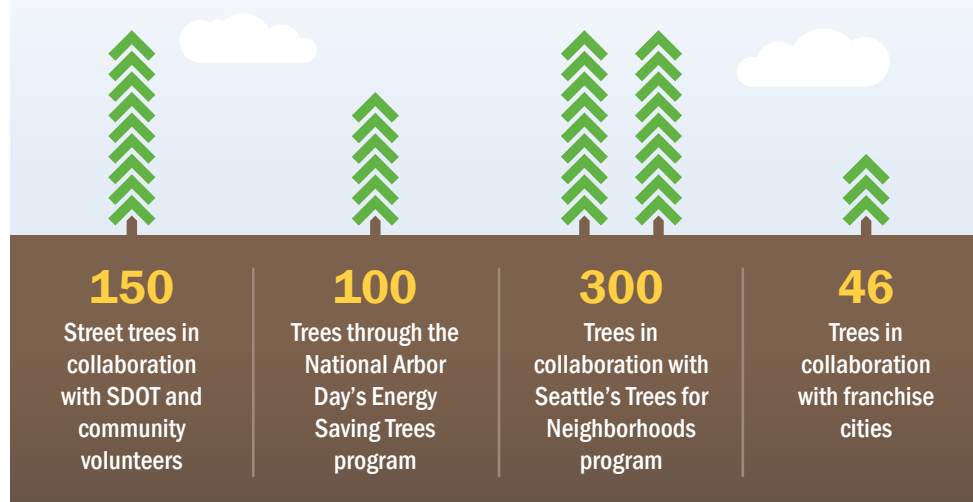 150
Street trees in
collaboration
with SDOT and
community
volunteers
100
Trees through the
National Arbor
Day's Energy
Saving Trees
program
300
Trees in
collaboration with
Seattle's Trees for
Neighborhoods
program
46
Trees in
collaboration
with franchise
cities